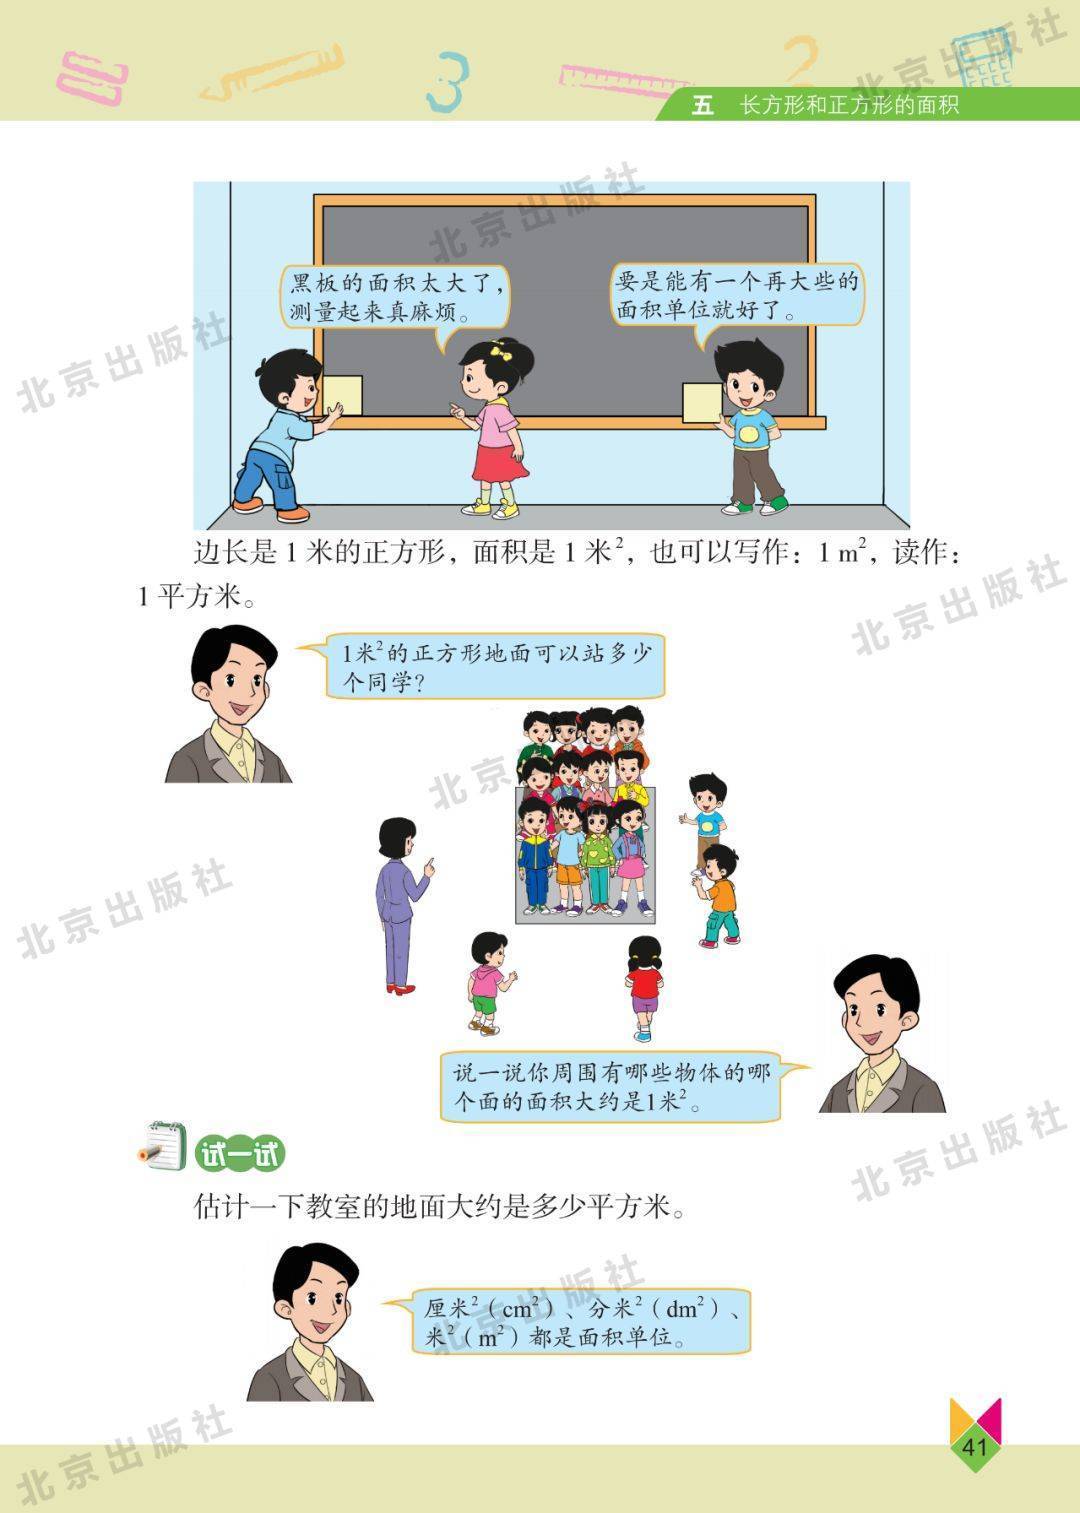 五 长方形和正方形的面积
黑板的面积太大了，
测量起来真麻烦。
要是能有一个再大些的
面积单位就好了。
边长是 1 米的正方形，面积是 1 米²，也可以写作：1 m²，读作：
1 平方米。
1米²的正方形地面可以站多少
个同学？
说一说你周围有哪些物体的哪
个面的面积大约是1米²。
试一试
估计一下教室的地面大约是多少平方米。
厘米²（cm²）、分米²（dm²）、
米²（m²）都是面积单位。
41
北京出版社
北京出版社
北京出版社
北京出版社
北京
北京出版社
北京出版社
北京出版社
北京出版社